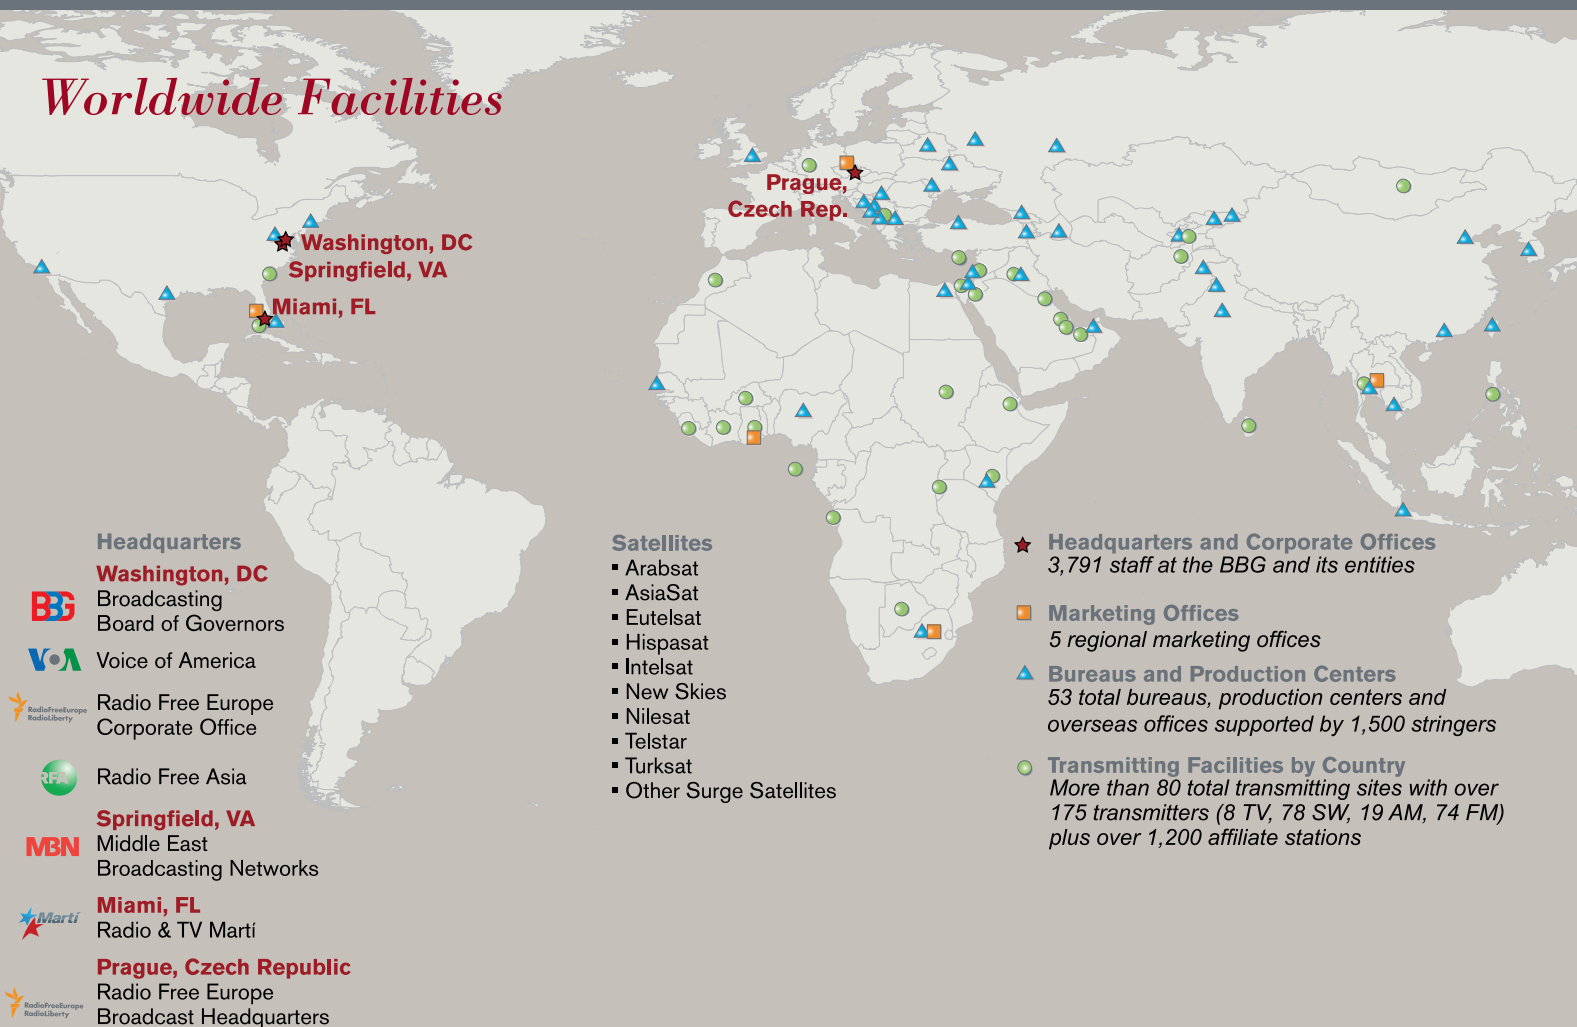 Worldwide Facilities
Prague,
Czech Rep.
Washington, DC
Springfield, VA
Miami, FL
Headquarters
Washington, DC
BBG
Broadcasting
Board of Governors
VOA
Voice of America
RadioFreeEurope
RadioLiberty
Radio Free Europe
Corporate Office
RFA
Radio Free Asia
Springfield, VA
MBN
Middle East
Broadcasting Networks
Miami, FL
Martí
Radio & TV Martí
Prague, Czech Republic
RadioFreeEurope
RadioLiberty
Radio Free Europe
Broadcast Headquarters
Satellites
▪ Arabsat
▪ AsiaSat
▪ Eutelsat
▪ Hispasat
▪ Intelsat
▪ New Skies
▪ Nilesat
▪ Telstar
▪ Turksat
▪ Other Surge Satellites
Headquarters and Corporate Offices
3,791 staff at the BBG and its entities
Marketing Offices
5 regional marketing offices
Bureaus and Production Centers
53 total bureaus, production centers and
overseas offices supported by 1,500 stringers
Transmitting Facilities by Country
More than 80 total transmitting sites with over
175 transmitters (8 TV, 78 SW, 19 AM, 74 FM)
plus over 1,200 affiliate stations